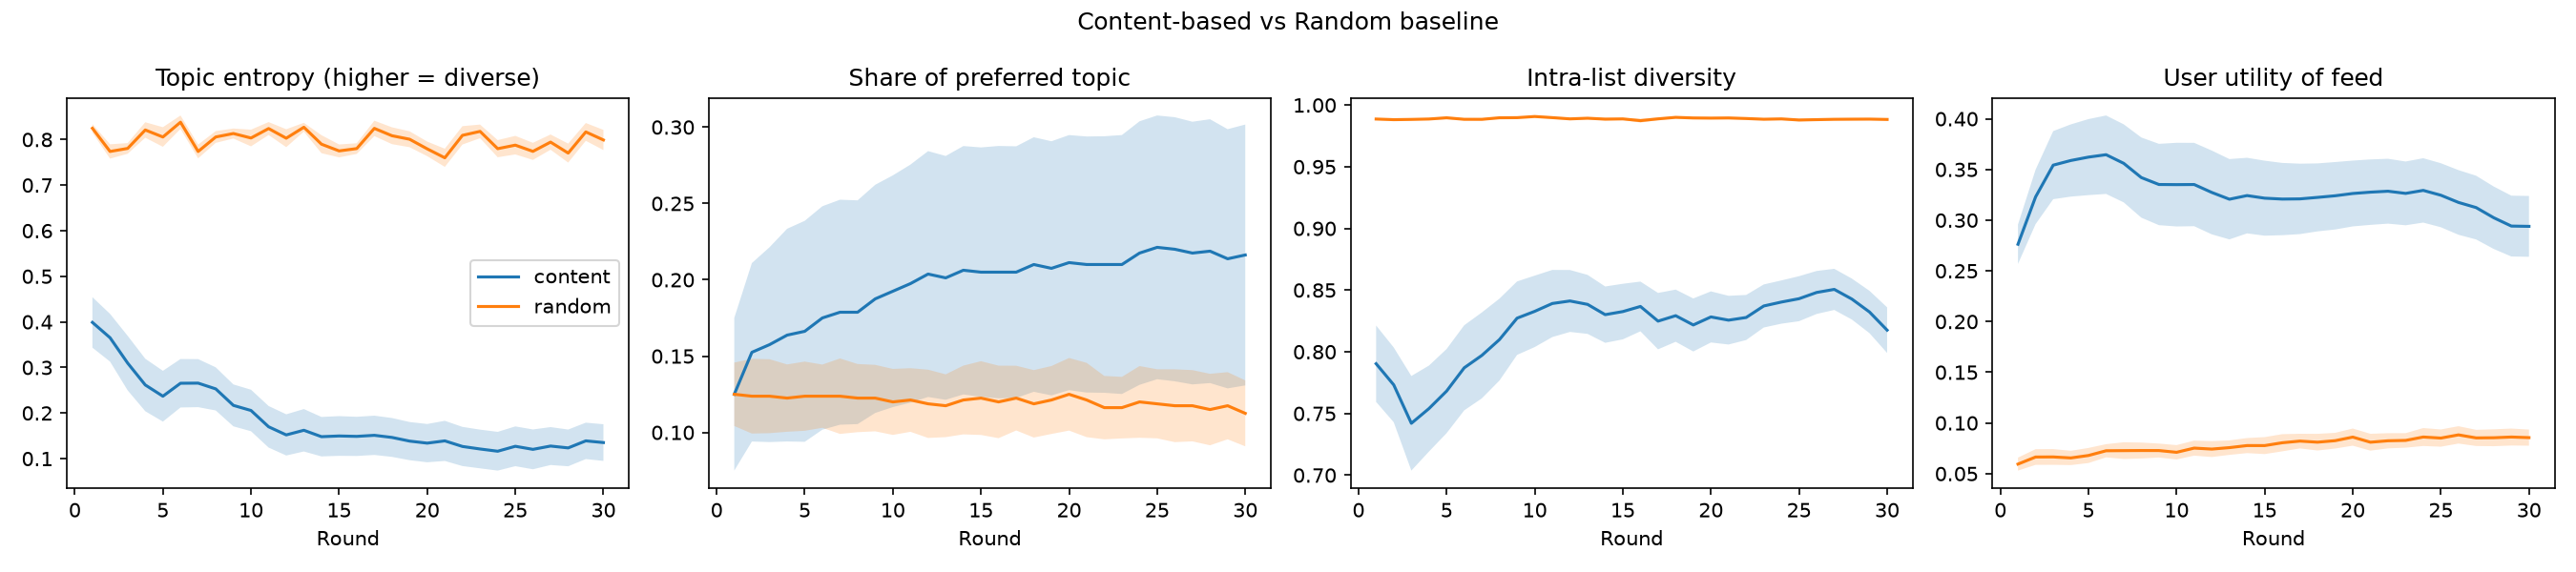 Content-based vs Random baseline
Topic entropy (higher = diverse)
0.8
0.7
0.6
0.5
0.4
0.3
0.2
0.1
content
random
0 5 10 15 20 25 30
Round
Share of preferred topic
0.30
0.25
0.20
0.15
0.10
0 5 10 15 20 25 30
Round
Intra-list diversity
1.00
0.95
0.90
0.85
0.80
0.75
0.70
0 5 10 15 20 25 30
Round
User utility of feed
0.40
0.35
0.30
0.25
0.20
0.15
0.10
0.05
0 5 10 15 20 25 30
Round